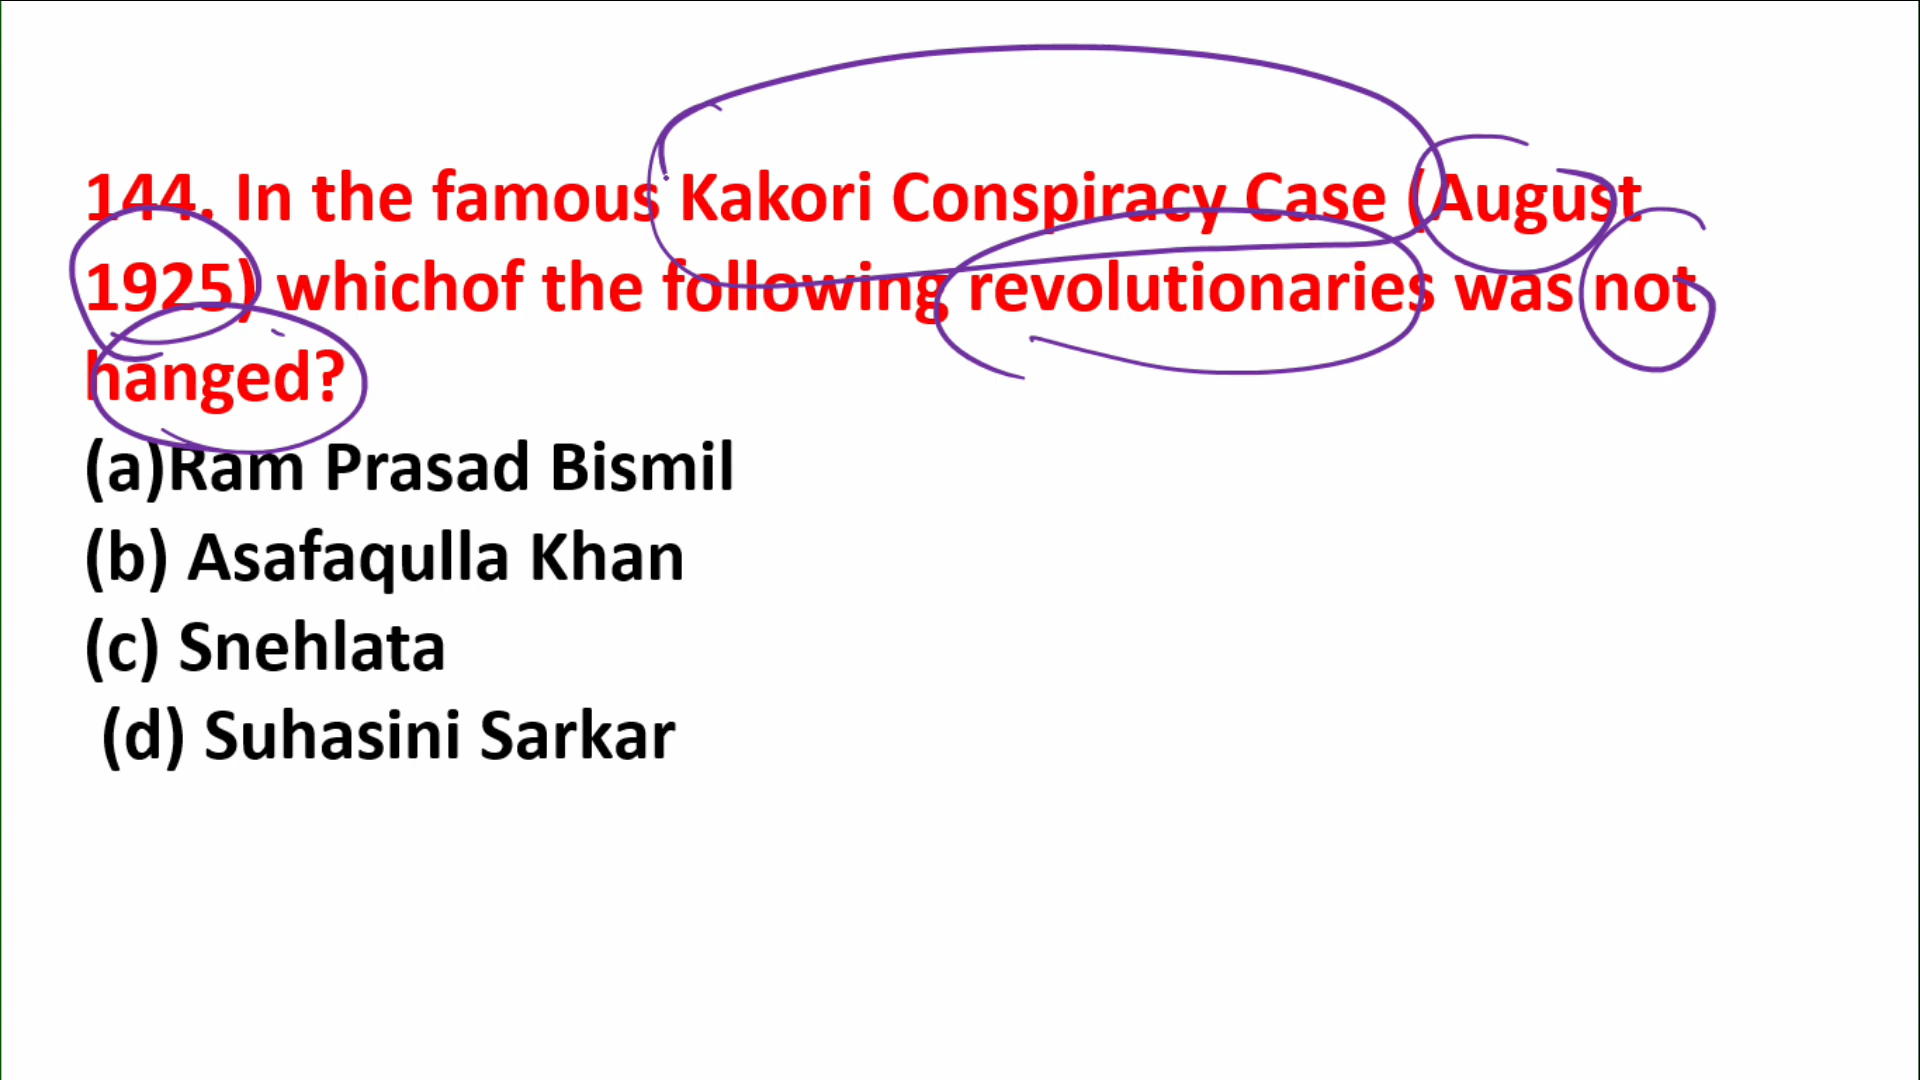 144. In the famous Kakori Conspiracy Case (August
1925) whichof the following revolutionaries was not
hanged?
(a)Ram Prasad Bismil
(b) Asafaqulla Khan
(c) Snehlata
(d) Suhasini Sarkar